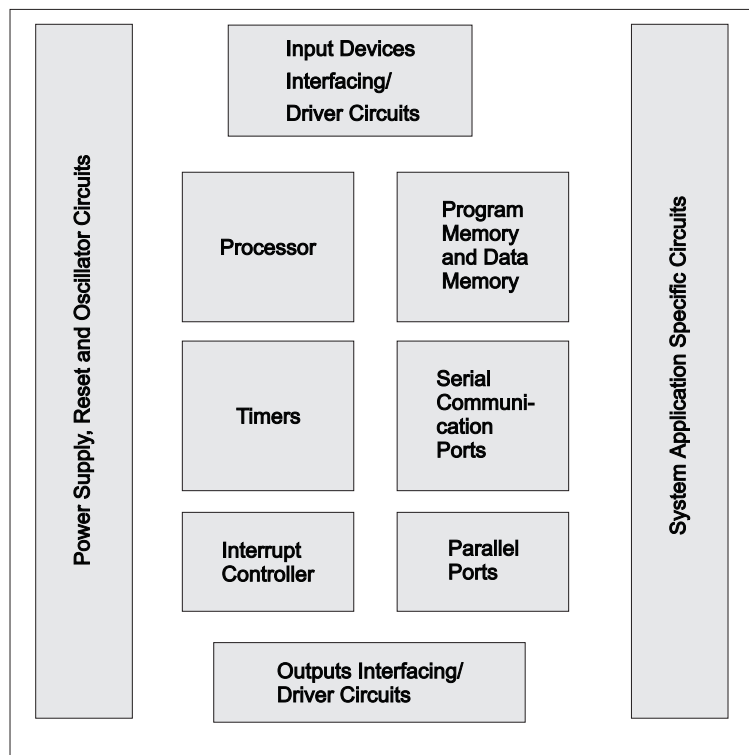 Input Devices
Interfacing/
Driver Circuits
Power Supply, Reset and Oscillator Circuits
Processor
Program
Memory
and Data
Memory
System Application Specific Circuits
Timers
Serial
Communi-
cation
Ports
Interrupt
Controller
Parallel
Ports
Outputs Interfacing/
Driver Circuits